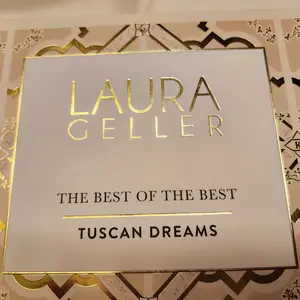 LAURA
GELLER
THE BEST OF THE BEST
TUSCAN DREAMS